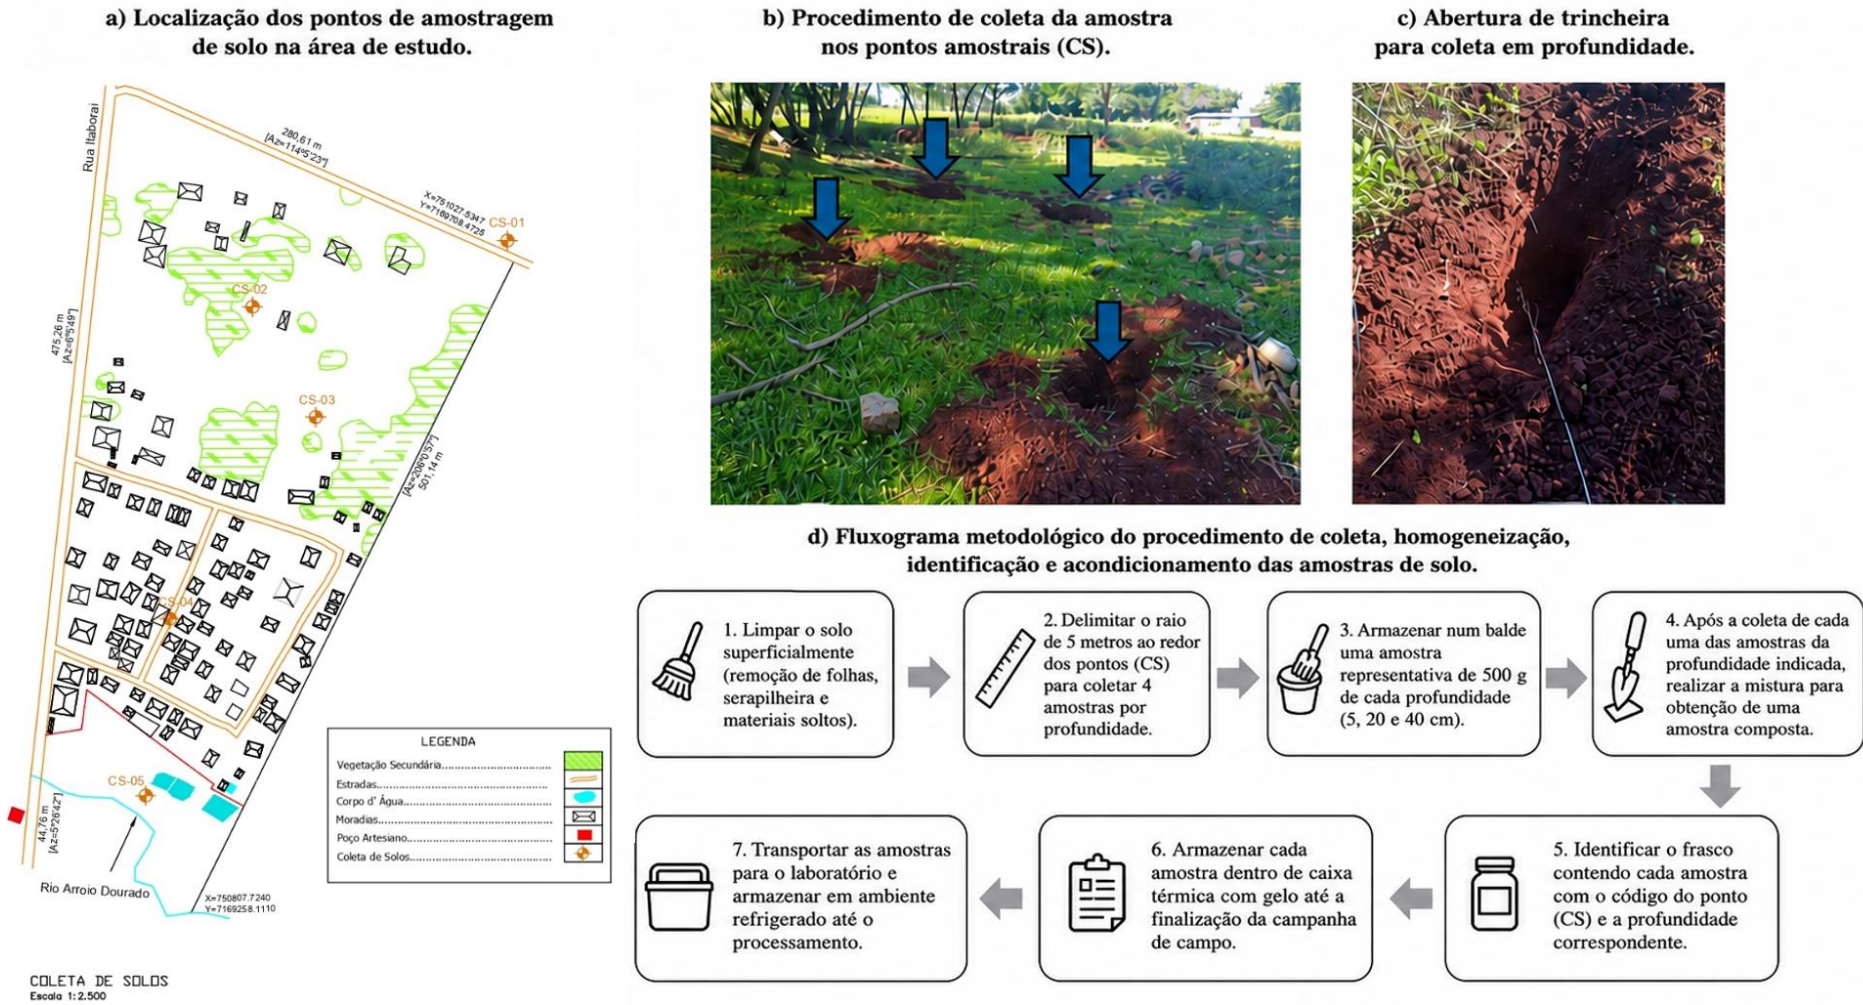 a) Localização dos pontos de amostragem
de solo na área de estudo.
b) Procedimento de coleta da amostra
nos pontos amostrais (CS).
c) Abertura de trincheira
para coleta em profundidade.
Rua Itaborai
280,61 m
[Az=114°5'23"]
X=751027.5347
Y=7169708.4725
CS-01
CS-02
475,26 m
[Az=6°5'49"]
CS-03
[Az=206°0'57"]
501,14 m
CS-04
CS-05
44,76 m
[Az=5°26'42"]
Rio Arroio Dourado
X=750807.7240
Y=7169258.1110
LEGENDA
Vegetação Secundária
Estradas
Corpo d' Água
Moradias
Poço Artesiano
Coleta de Solos
COLETA DE SOLOS
Escala 1:2.500
d) Fluxograma metodológico do procedimento de coleta, homogeneização,
identificação e acondicionamento das amostras de solo.
1. Limpar o solo
superficialmente
(remoção de folhas,
serapilheira e
materiais soltos).
2. Delimitar o raio
de 5 metros ao redor
dos pontos (CS)
para coletar 4
amostras por
profundidade.
3. Armazenar num balde
uma amostra
representativa de 500 g
de cada profundidade
(5, 20 e 40 cm).
4. Após a coleta de cada
uma das amostras da
profundidade indicada,
realizar a mistura para
obtenção de uma
amostra composta.
5. Identificar o frasco
contendo cada amostra
com o código do ponto
(CS) e a profundidade
correspondente.
6. Armazenar cada
amostra dentro de caixa
térmica com gelo até a
finalização da campanha
de campo.
7. Transportar as amostras
para o laboratório e
armazenar em ambiente
refrigerado até o
processamento.